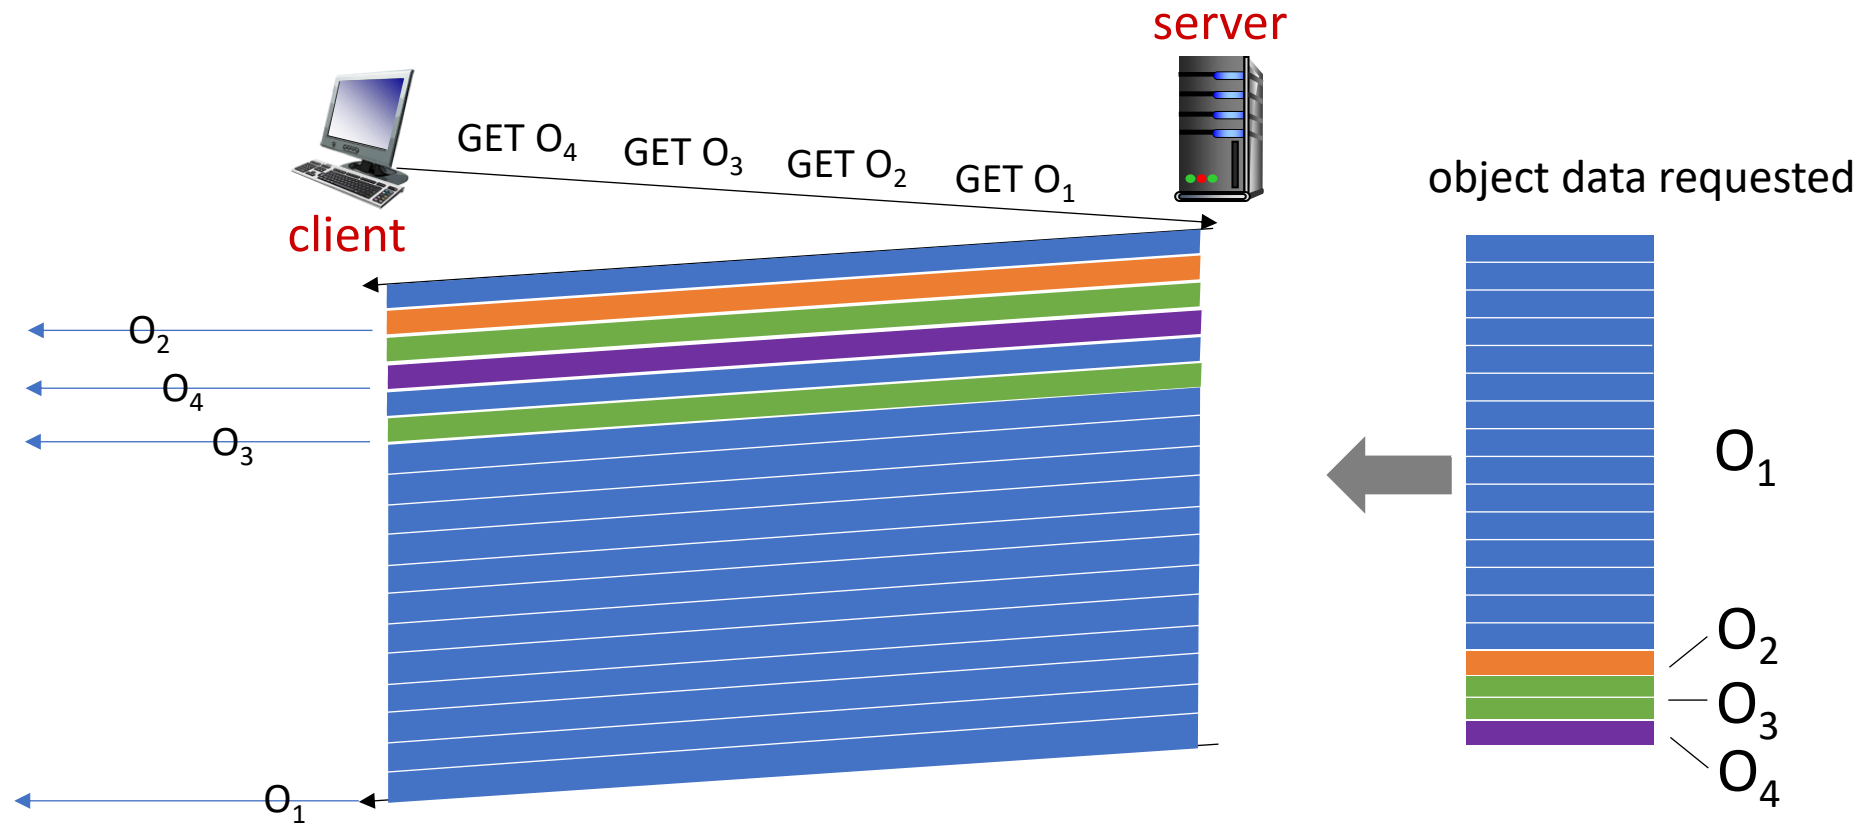 server
GET O₄
GET O₃
GET O₂
GET O₁
object data requested
client
O₂
O₄
O₃
O₁
O₁
O₂
O₃
O₄